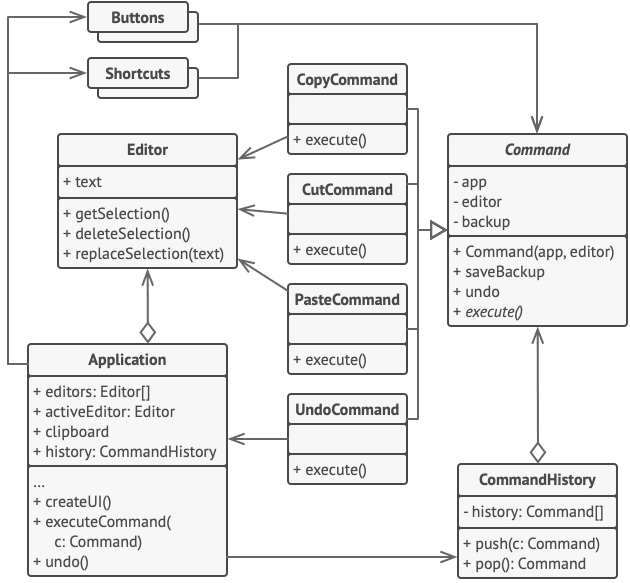 Buttons
Shortcuts
CopyCommand
+ execute()
Editor
+ text
+ getSelection()
+ deleteSelection()
+ replaceSelection(text)
CutCommand
+ execute()
Command
- app
- editor
- backup
+ Command(app, editor)
+ saveBackup
+ undo
+ execute()
PasteCommand
+ execute()
Application
+ editors: Editor[]
+ activeEditor: Editor
+ clipboard
+ history: CommandHistory
...
+ createUI()
+ executeCommand(
c: Command)
+ undo()
UndoCommand
+ execute()
CommandHistory
- history: Command[]
+ push(c: Command)
+ pop(): Command